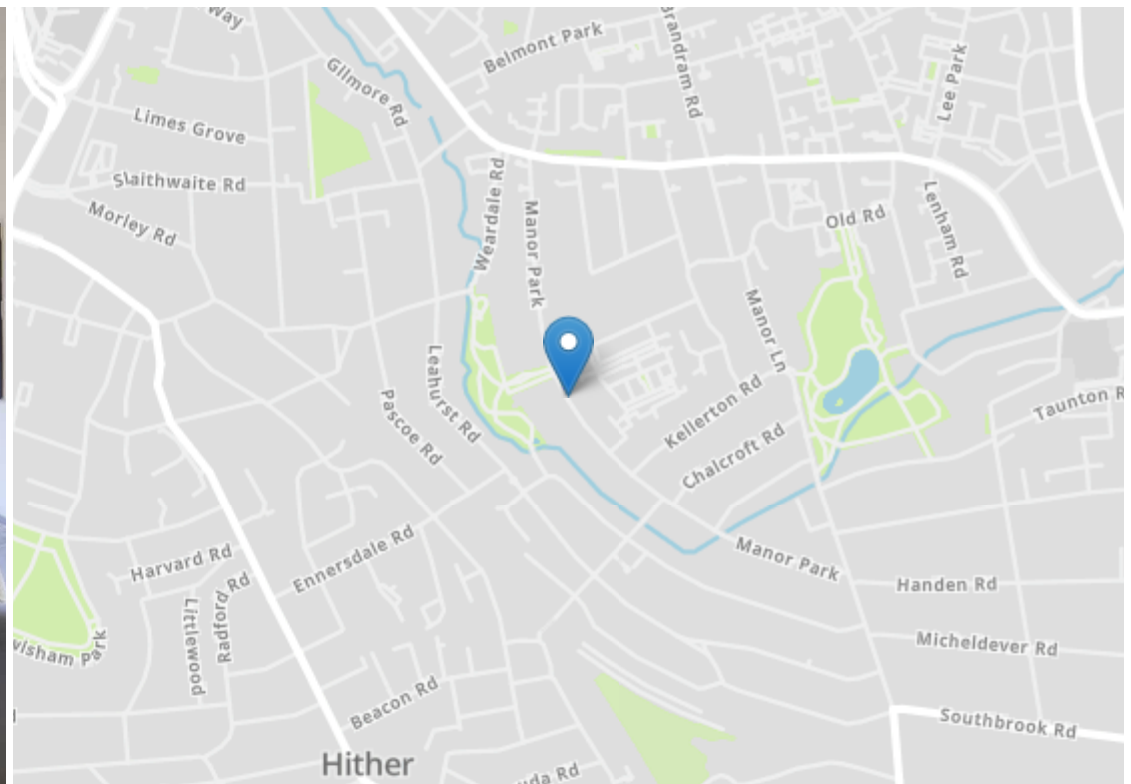 Way
Belmont Park
Brandram Rd
Gilmore Rd
Lee Park
Limes Grove
Slaithwaite Rd
Weardale Rd
Manor Park
Lenham Rd
Old Rd
Morley Rd
Manor Ln
Leahurst Rd
Pascoe Rd
Kellerton Rd
Taunton R
Chalcroft Rd
Ennersdale Rd
Manor Park
Harvard Rd
Handen Rd
Radford Rd
Littlewood
wisham Park
Micheldever Rd
Beacon Rd
Southbrook Rd
Hither
uda Rd